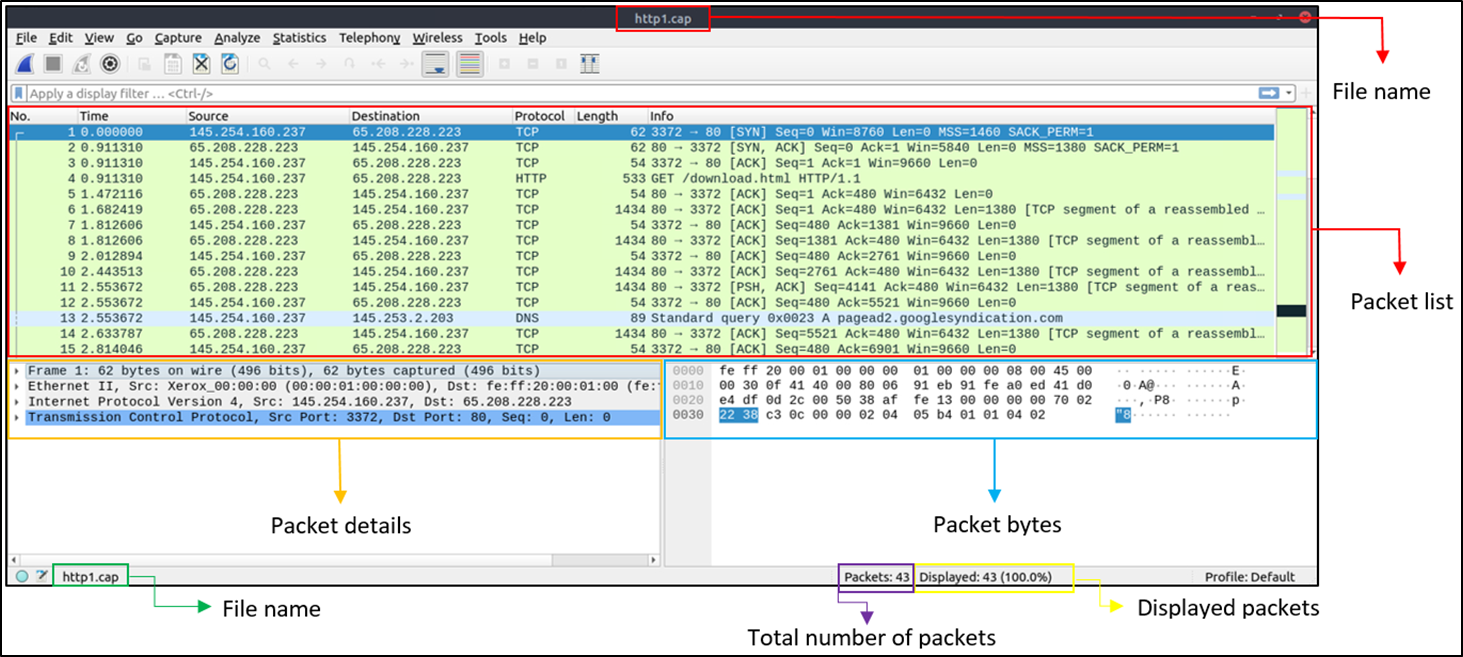 http1.cap
File Edit View Go Capture Analyze Statistics Telephony Wireless Tools Help
File name
Apply a display filter ... <Ctrl-/>
No. Time Source Destination Protocol Length Info
1 0.000000 145.254.160.237 65.208.228.223 TCP 62 3372 → 80 [SYN] Seq=0 Win=8760 Len=0 MSS=1460 SACK_PERM=1
2 0.911310 65.208.228.223 145.254.160.237 TCP 62 80 → 3372 [SYN, ACK] Seq=0 Ack=1 Win=5840 Len=0 MSS=1380 SACK_PERM=1
3 0.911310 145.254.160.237 65.208.228.223 TCP 54 3372 → 80 [ACK] Seq=1 Ack=1 Win=9660 Len=0
4 0.911310 145.254.160.237 65.208.228.223 HTTP 533 GET /download.html HTTP/1.1
5 1.472116 65.208.228.223 145.254.160.237 TCP 54 80 → 3372 [ACK] Seq=1 Ack=480 Win=6432 Len=0
6 1.682419 65.208.228.223 145.254.160.237 TCP 1434 80 → 3372 [ACK] Seq=1 Ack=480 Win=6432 Len=1380 [TCP segment of a reassembled …
7 1.812606 145.254.160.237 65.208.228.223 TCP 54 3372 → 80 [ACK] Seq=480 Ack=1381 Win=9660 Len=0
8 1.812606 65.208.228.223 145.254.160.237 TCP 1434 80 → 3372 [ACK] Seq=1381 Ack=480 Win=6432 Len=1380 [TCP segment of a reassembl…
9 2.012894 145.254.160.237 65.208.228.223 TCP 54 3372 → 80 [ACK] Seq=480 Ack=2761 Win=9660 Len=0
10 2.443513 65.208.228.223 145.254.160.237 TCP 1434 80 → 3372 [ACK] Seq=2761 Ack=480 Win=6432 Len=1380 [TCP segment of a reassembl…
11 2.553672 65.208.228.223 145.254.160.237 TCP 1434 80 → 3372 [PSH, ACK] Seq=4141 Ack=480 Win=6432 Len=1380 [TCP segment of a reas…
12 2.553672 145.254.160.237 65.208.228.223 TCP 54 3372 → 80 [ACK] Seq=480 Ack=5521 Win=9660 Len=0
13 2.553672 145.254.160.237 145.253.2.203 DNS 89 Standard query 0x0023 A pagead2.googlesyndication.com
14 2.633787 65.208.228.223 145.254.160.237 TCP 1434 80 → 3372 [ACK] Seq=5521 Ack=480 Win=6432 Len=1380 [TCP segment of a reassembl…
15 2.814046 145.254.160.237 65.208.228.223 TCP 54 3372 → 80 [ACK] Seq=480 Ack=6901 Win=9660 Len=0
Packet list
Frame 1: 62 bytes on wire (496 bits), 62 bytes captured (496 bits)
Ethernet II, Src: Xerox_00:00:00 (00:00:01:00:00:00), Dst: fe:ff:20:00:01:00 (fe:
Internet Protocol Version 4, Src: 145.254.160.237, Dst: 65.208.228.223
Transmission Control Protocol, Src Port: 3372, Dst Port: 80, Seq: 0, Len: 0
0000 fe ff 20 00 01 00 00 00 01 00 00 00 08 00 45 00 ·· ····· ······E·
0010 00 30 0f 41 40 00 80 06 91 eb 91 fe a0 ed 41 d0 ·0·A@··· ······A·
0020 e4 df 0d 2c 00 50 38 af fe 13 00 00 00 00 70 02 ···,·P8· ······p·
0030 22 38 c3 0c 00 00 02 04 05 b4 01 01 04 02 "8······ ······
Packet details
Packet bytes
http1.cap
Packets: 43
Displayed: 43 (100.0%)
Profile: Default
File name
Displayed packets
Total number of packets